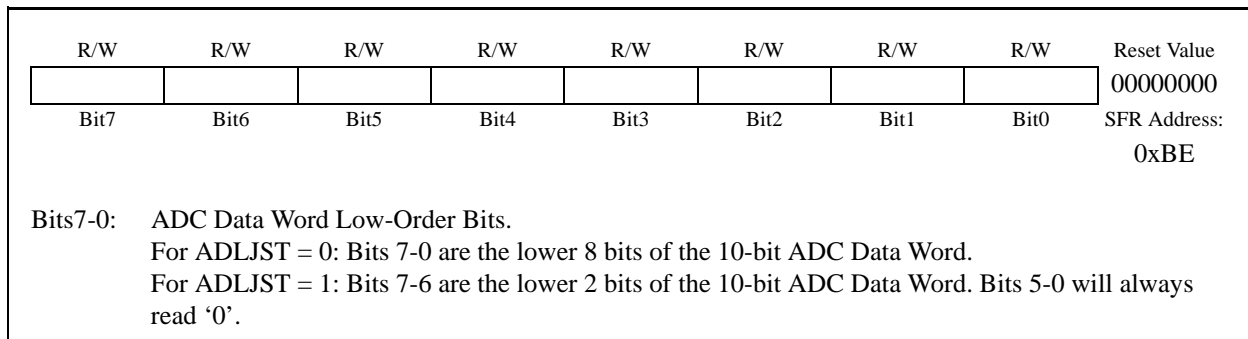 R/W R/W R/W R/W R/W R/W R/W R/W Reset Value
00000000
Bit7 Bit6 Bit5 Bit4 Bit3 Bit2 Bit1 Bit0 SFR Address:
0xBE
Bits7-0: ADC Data Word Low-Order Bits.
For ADLJST = 0: Bits 7-0 are the lower 8 bits of the 10-bit ADC Data Word.
For ADLJST = 1: Bits 7-6 are the lower 2 bits of the 10-bit ADC Data Word. Bits 5-0 will always
read ‘0’.